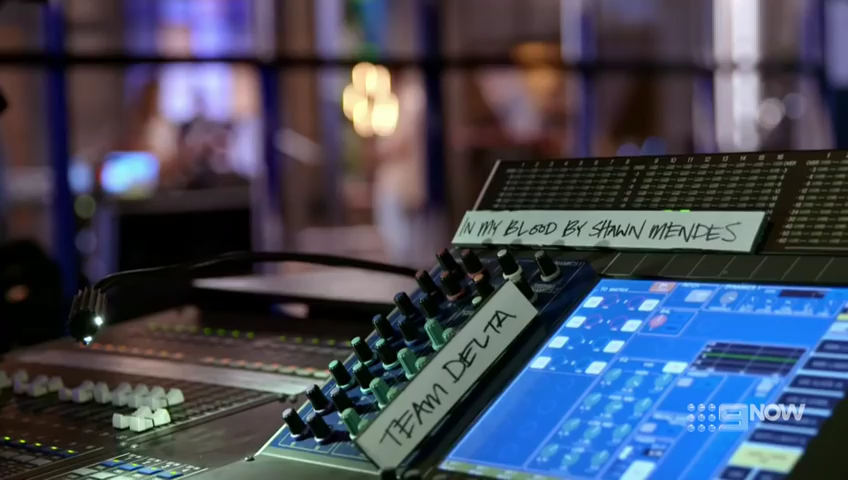 IN MY BLOOD BY SHAWN MENDES
TEAM DELTA
9NOW